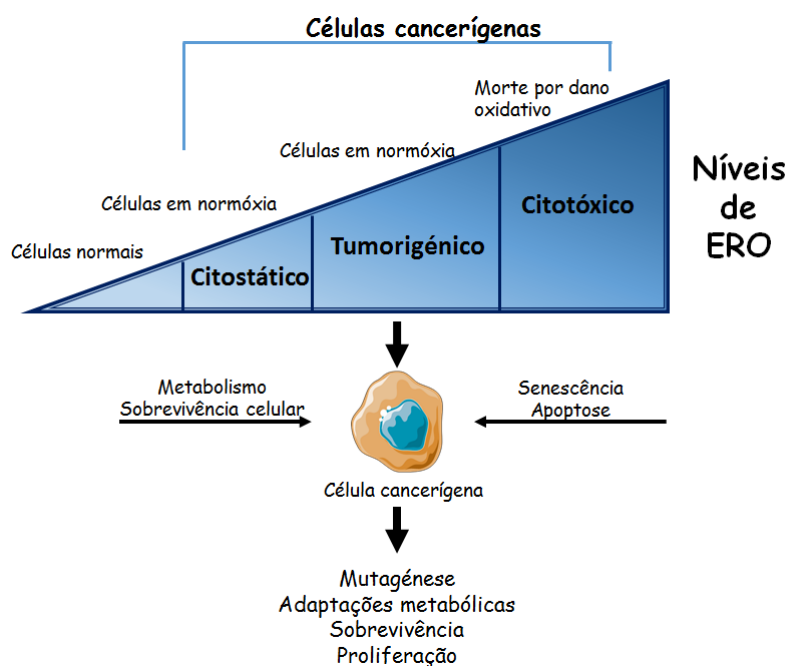 Células cancerígenas
Morte por dano
oxidativo
Células em normóxia
Células em normóxia
Células normais
Citostático
Tumorigénico
Citotóxico
Níveis
de
ERO
Metabolismo
Sobrevivência celular
Senescência
Apoptose
Célula cancerígena
Mutagénese
Adaptações metabólicas
Sobrevivência
Proliferação